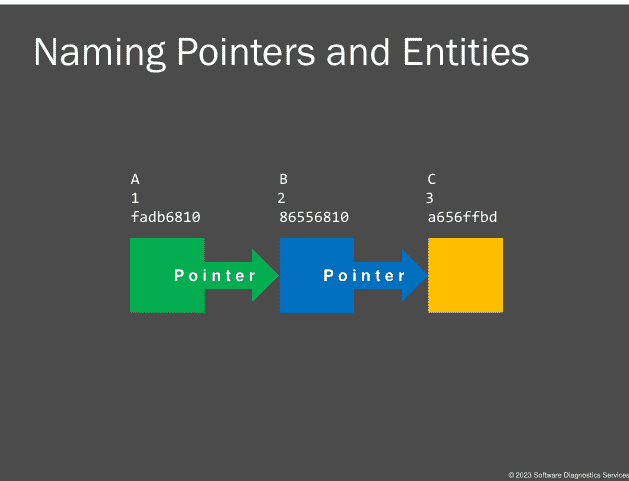 Naming Pointers and Entities
A B C
1 2 3
fadb6810 86556810 a656ffbd
Pointer Pointer
© 2023 Software Diagnostics Services